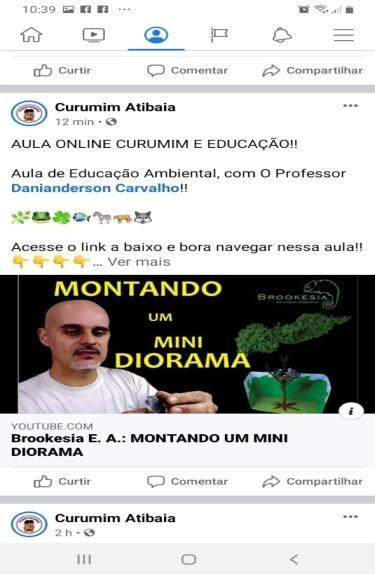 10:39
Curtir Comentar Compartilhar
Curumim Atibaia
12 min •
AULA ONLINE CURUMIM E EDUCAÇÃO!!
Aula de Educação Ambiental, com O Professor
Danianderson Carvalho!!
Acesse o link a baixo e bora navegar nessa aula!!
... Ver mais
MONTANDO
UM
MINI
DIORAMA
BROOKESIA
YOUTUBE.COM
Brookesia E. A.: MONTANDO UM MINI
DIORAMA
Curtir Comentar Compartilhar
Curumim Atibaia
2 h •